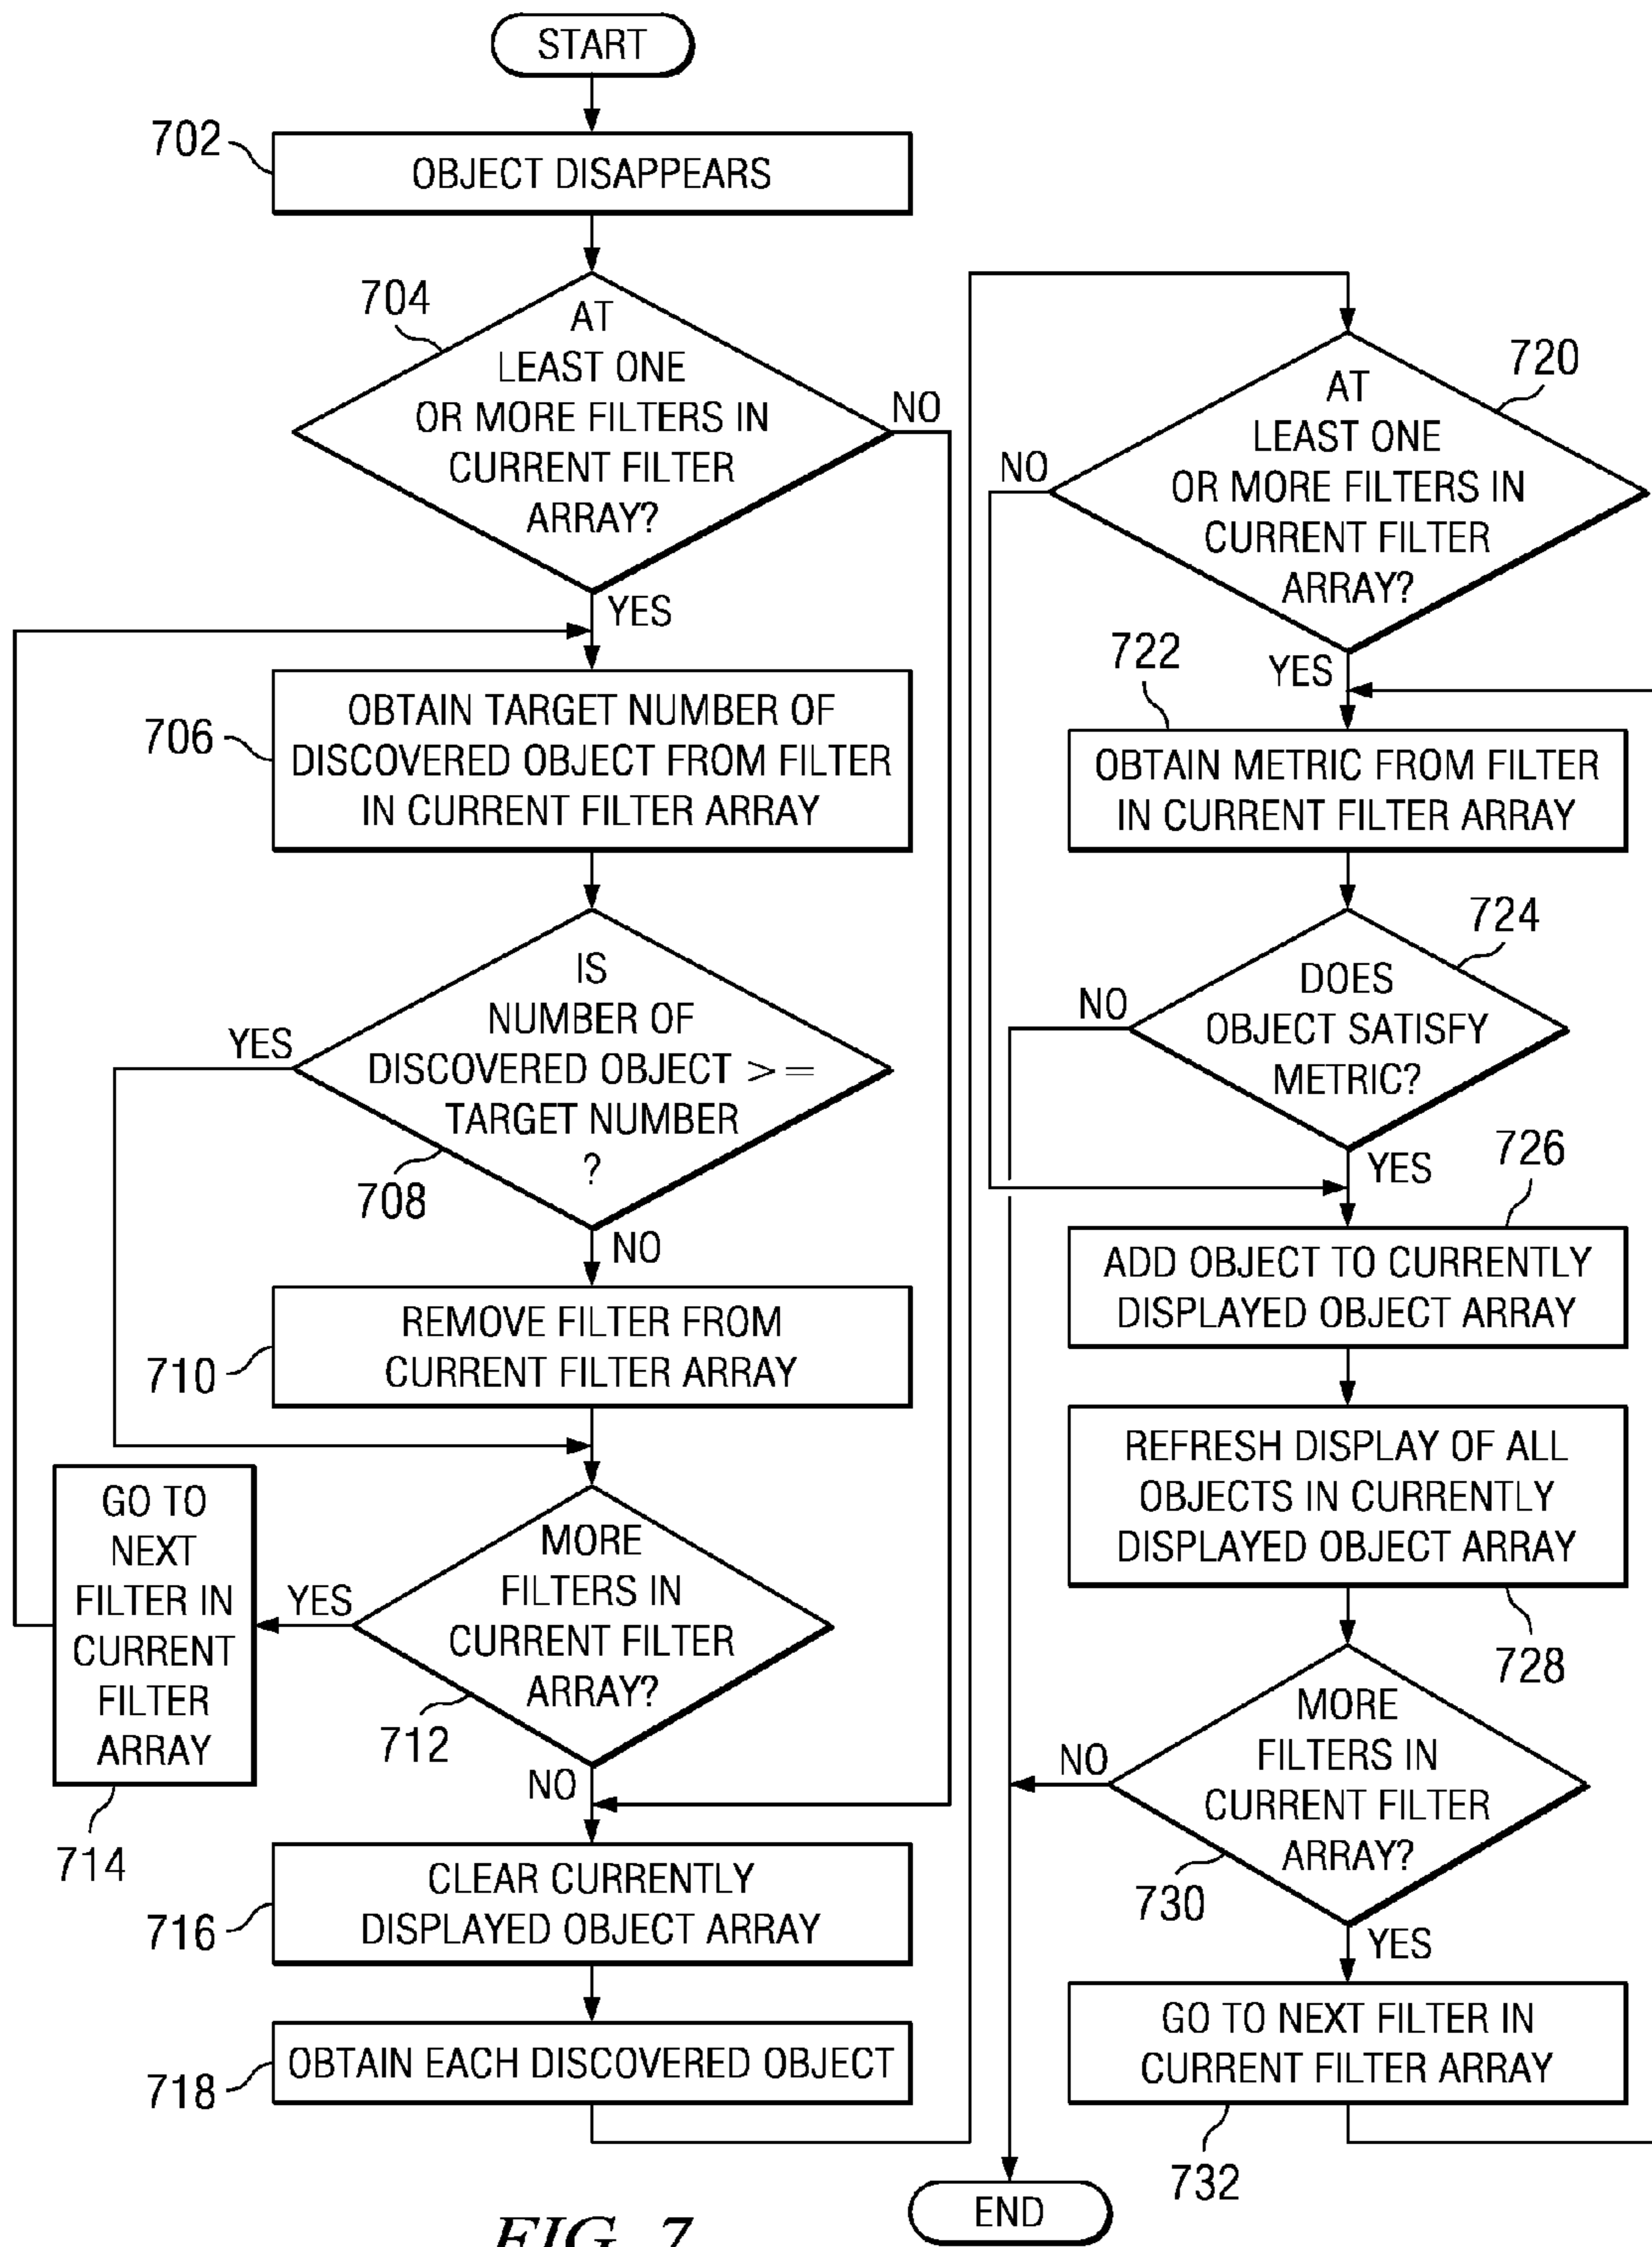 START
702
OBJECT DISAPPEARS
704
AT
LEAST ONE
OR MORE FILTERS IN
CURRENT FILTER
ARRAY?
NO
YES
706
OBTAIN TARGET NUMBER OF
DISCOVERED OBJECT FROM FILTER
IN CURRENT FILTER ARRAY
IS
NUMBER OF
DISCOVERED OBJECT >=
TARGET NUMBER
?
YES
708
NO
710
REMOVE FILTER FROM
CURRENT FILTER ARRAY
GO TO
NEXT
FILTER IN
CURRENT
FILTER
ARRAY
714
YES
MORE
FILTERS IN
CURRENT FILTER
ARRAY?
712
NO
716
CLEAR CURRENTLY
DISPLAYED OBJECT ARRAY
718
OBTAIN EACH DISCOVERED OBJECT
720
AT
LEAST ONE
OR MORE FILTERS IN
CURRENT FILTER
ARRAY?
NO
YES
722
OBTAIN METRIC FROM FILTER
IN CURRENT FILTER ARRAY
724
DOES
OBJECT SATISFY
METRIC?
NO
YES
726
ADD OBJECT TO CURRENTLY
DISPLAYED OBJECT ARRAY
REFRESH DISPLAY OF ALL
OBJECTS IN CURRENTLY
DISPLAYED OBJECT ARRAY
728
MORE
FILTERS IN
CURRENT FILTER
ARRAY?
NO
730
YES
GO TO NEXT FILTER IN
CURRENT FILTER ARRAY
732
END
FIG. 7